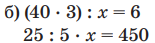 б) (40 · 3) : x = 6
25 : 5 · x = 450